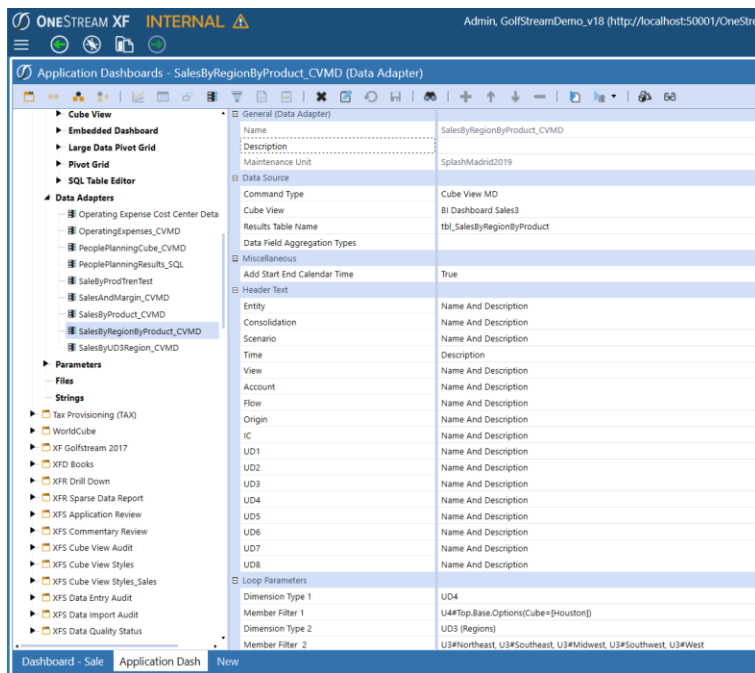 ONESTREAM XF INTERNAL
Admin, GolfStreamDemo_v18 (http://localhost:50001/OneStre
Application Dashboards - SalesByRegionByProduct_CVMD (Data Adapter)
Cube View
Embedded Dashboard
Large Data Pivot Grid
Pivot Grid
SQL Table Editor
Data Adapters
Operating Expense Cost Center Detai
OperatingExpenses_CVMD
PeoplePlanningCube_CVMD
PeoplePlanningResults_SQL
SaleByProdTrenTest
SalesAndMargin_CVMD
SalesByProduct_CVMD
SalesByRegionByProduct_CVMD
SalesByUD3Region_CVMD
Parameters
Files
Strings
Tax Provisioning (TAX)
WorldCube
XF Golfstream 2017
XFD Books
XFR Drill Down
XFR Sparse Data Report
XFS Application Review
XFS Commentary Review
XFS Cube View Audit
XFS Cube View Styles
XFS Cube View Styles_Sales
XFS Data Entry Audit
XFS Data Import Audit
XFS Data Quality Status
General (Data Adapter)
Name SalesByRegionByProduct_CVMD
Description
Maintenance Unit SplashMadrid2019
Data Source
Command Type Cube View MD
Cube View BI Dashboard Sales3
Results Table Name tbl_SalesByRegionByProduct
Data Field Aggregation Types
Miscellaneous
Add Start End Calendar Time True
Header Text
Entity Name And Description
Consolidation Name And Description
Scenario Name And Description
Time Description
View Name And Description
Account Name And Description
Flow Name And Description
Origin Name And Description
IC Name And Description
UD1 Name And Description
UD2 Name And Description
UD3 Name And Description
UD4 Name And Description
UD5 Name And Description
UD6 Name And Description
UD7 Name And Description
UD8 Name And Description
Loop Parameters
Dimension Type 1 UD4
Member Filter 1 U4#Top.Base.Options(Cube=[Houston])
Dimension Type 2 UD3 (Regions)
Member Filter 2 U3#Northeast, U3#Southeast, U3#Midwest, U3#Southwest, U3#West
Dashboard - Sale Application Dash New